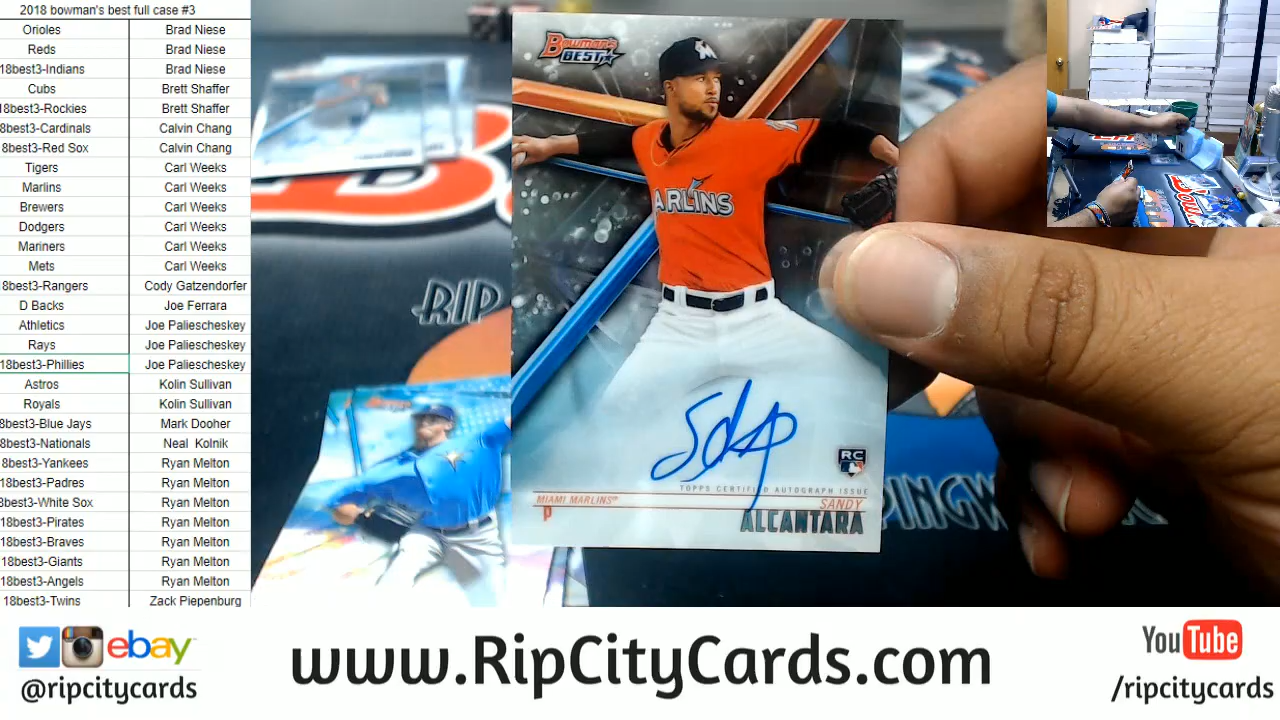 2018 bowman's best full case #3
Orioles Brad Niese
Reds Brad Niese
18best3-Indians Brad Niese
Cubs Brett Shaffer
18best3-Rockies Brett Shaffer
8best3-Cardinals Calvin Chang
18best3-Red Sox Calvin Chang
Tigers Carl Weeks
Marlins Carl Weeks
Brewers Carl Weeks
Dodgers Carl Weeks
Mariners Carl Weeks
Mets Carl Weeks
8best3-Rangers Cody Gatzendorfer
D Backs Joe Ferrara
Athletics Joe Paliescheskey
Rays Joe Paliescheskey
18best3-Phillies Joe Paliescheskey
Astros Kolin Sullivan
Royals Kolin Sullivan
8best3-Blue Jays Mark Dooher
8best3-Nationals Neal Kolnik
8best3-Yankees Ryan Melton
18best3-Padres Ryan Melton
8best3-White Sox Ryan Melton
18best3-Pirates Ryan Melton
18best3-Braves Ryan Melton
18best3-Giants Ryan Melton
18best3-Angels Ryan Melton
18best3-Twins Zack Piepenburg
Bowman's
BEST
ARLINS
RC
TOPPS CERTIFIED AUTOGRAPH ISSUE
MIAMI MARLINS
SANDY
P
ALCANTARA
RIP
PINGW
ebay
@ripcitycards
www.RipCityCards.com
YouTube
/ripcitycards